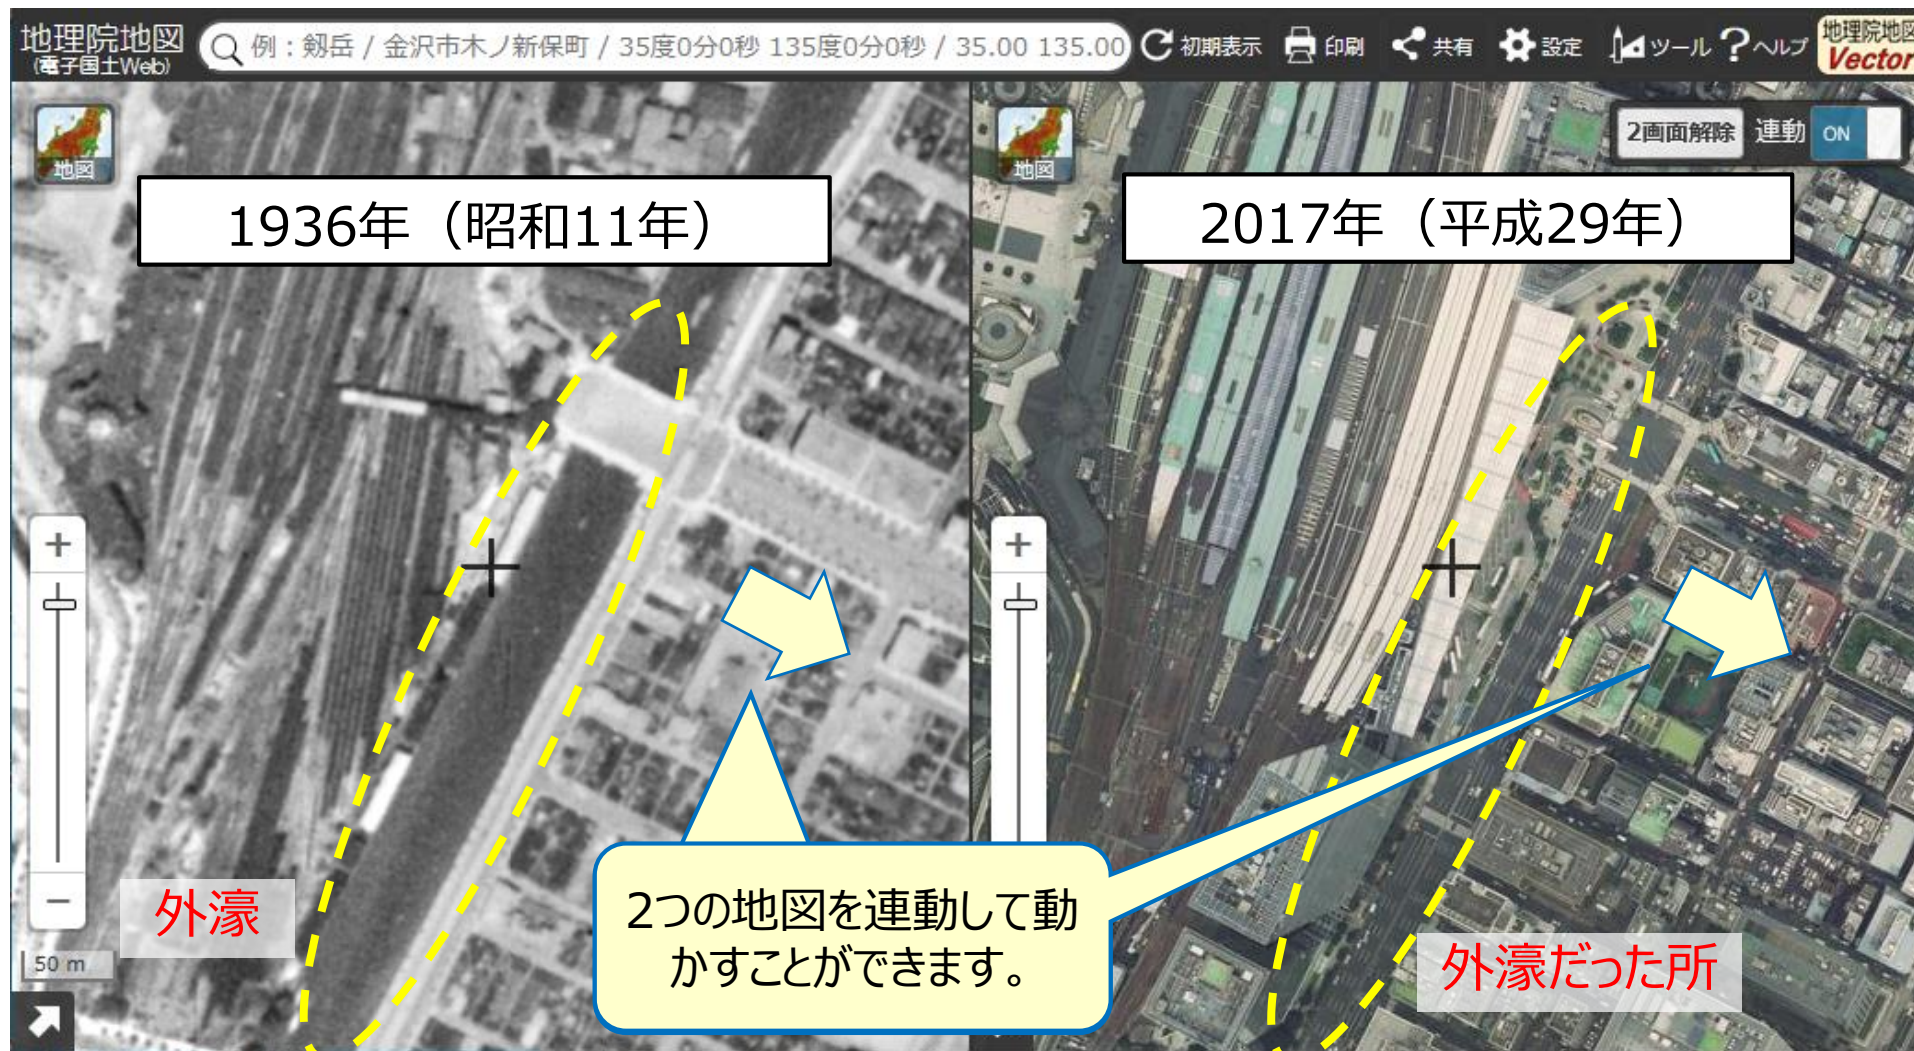 地理院地図
(電子国土Web)
例：剱岳 / 金沢市木ノ新保町 / 35度0分0秒 135度0分0秒 / 35.00 135.00
初期表示
印刷
共有
設定
ツール
ヘルプ
地理院地図
Vector
地図
地図
2画面解除
連動
ON
1936年（昭和11年）
2017年（平成29年）
外濠
50 m
2つの地図を連動して動
かすことができます。
外濠だった所